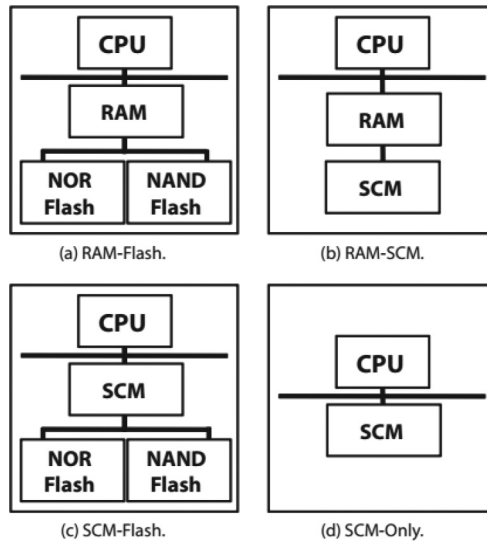 CPU
RAM
NOR
Flash
NAND
Flash
(a) RAM-Flash.
CPU
RAM
SCM
(b) RAM-SCM.
CPU
SCM
NOR
Flash
NAND
Flash
(c) SCM-Flash.
CPU
SCM
(d) SCM-Only.